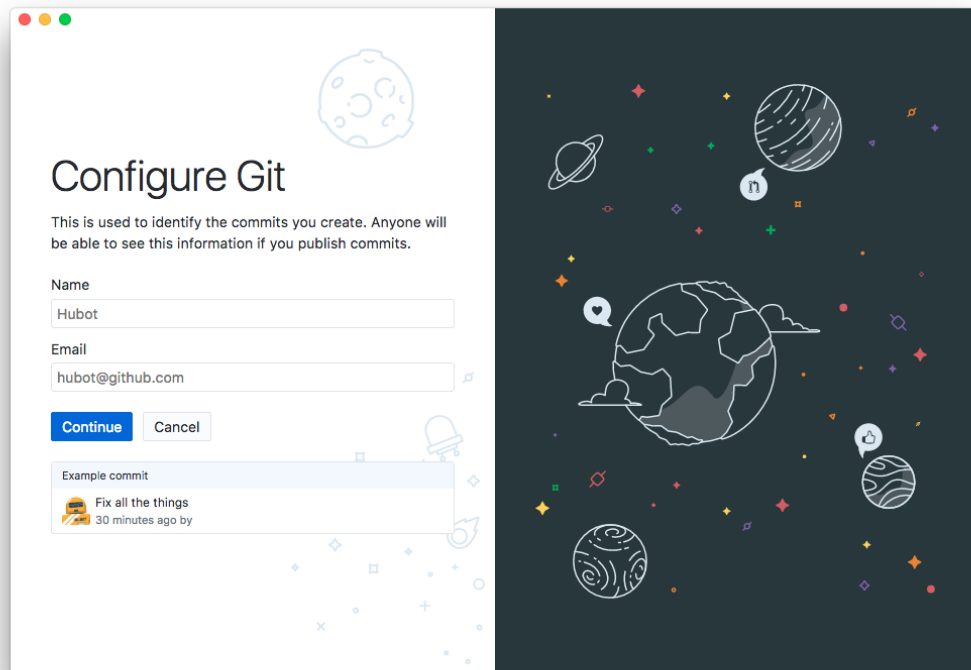 Configure Git
This is used to identify the commits you create. Anyone will
be able to see this information if you publish commits.
Name
Hubot
Email
hubot@github.com
Continue Cancel
Example commit
Fix all the things
30 minutes ago by